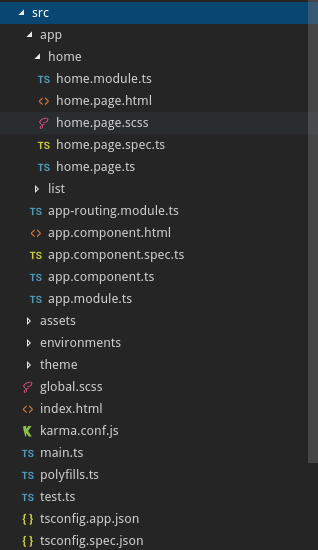 src
app
home
TS home.module.ts
<> home.page.html
home.page.scss
TS home.page.spec.ts
TS home.page.ts
list
TS app-routing.module.ts
<> app.component.html
TS app.component.spec.ts
TS app.component.ts
TS app.module.ts
assets
environments
theme
global.scss
<> index.html
karma.conf.js
TS main.ts
TS polyfills.ts
TS test.ts
{ } tsconfig.app.json
{ } tsconfig.spec.json